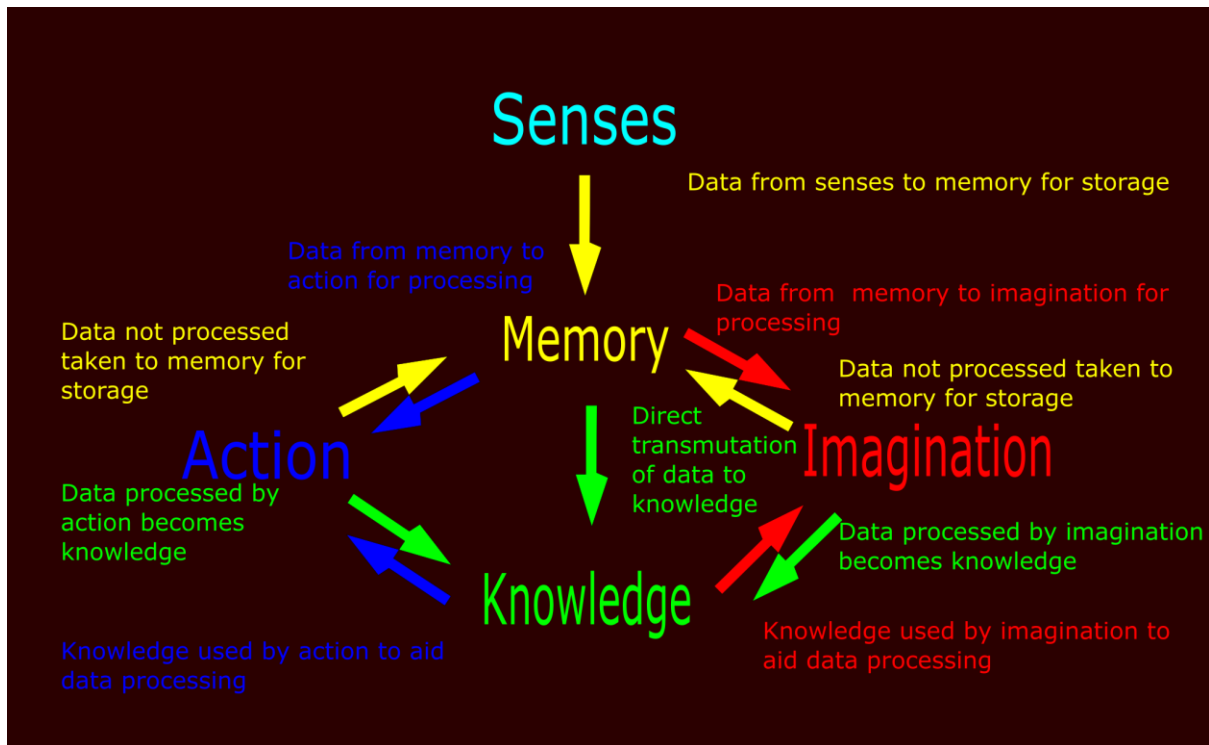 Senses
Data from senses to memory for storage
Data from memory to
action for processing
Data from  memory to imagination for
processing
Memory
Data not processed
taken to memory for
storage
Data not processed taken to
memory for storage
Direct
transmutation
of data to
knowledge
Action
Imagination
Data processed by
action becomes
knowledge
Data processed by imagination
becomes knowledge
Knowledge
Knowledge used by action to aid
data processing
Knowledge used by imagination to
aid data processing